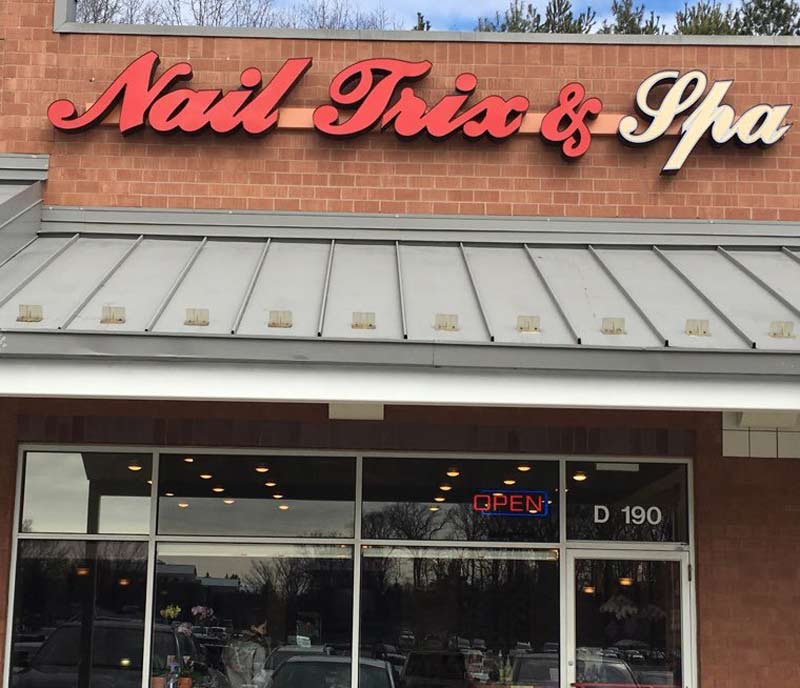 Nail Trix & Spa
OPEN
D 190